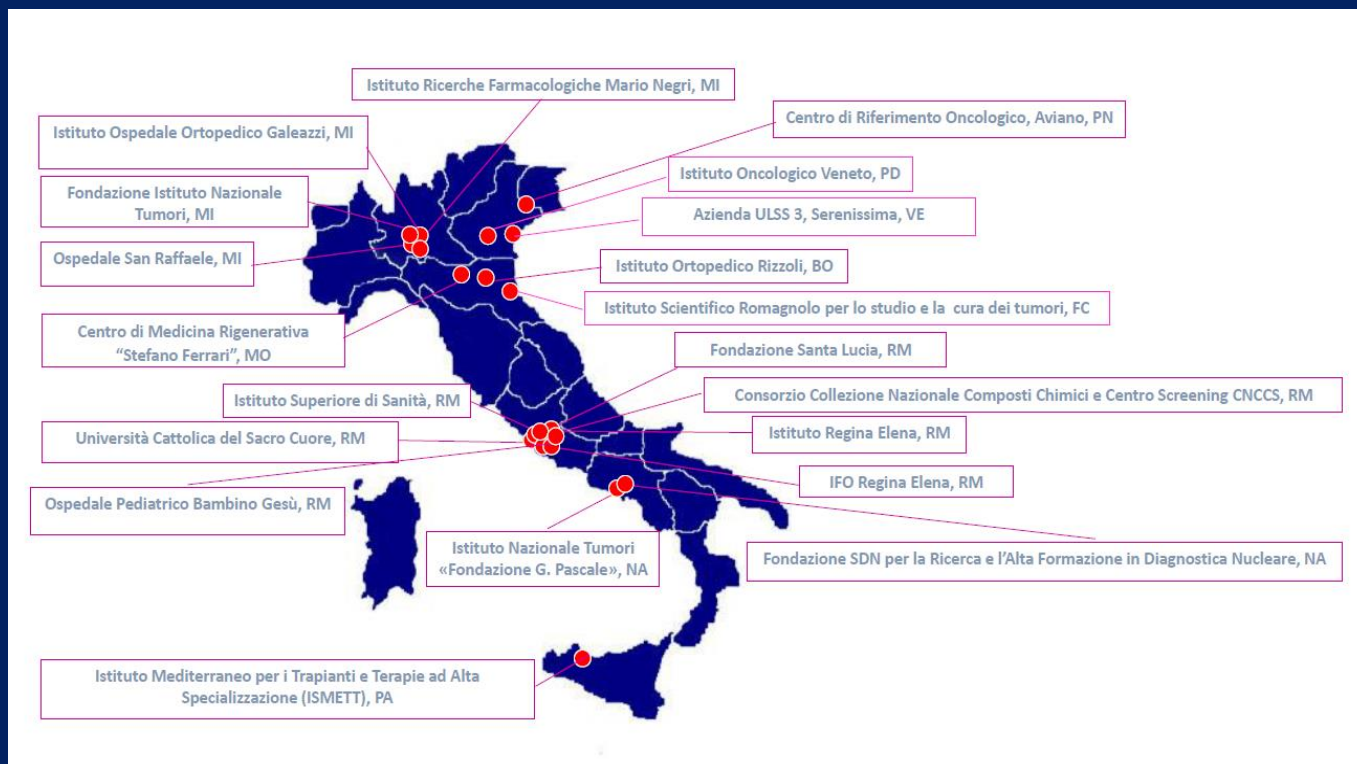 Istituto Ricerche Farmacologiche Mario Negri, MI
Centro di Riferimento Oncologico, Aviano, PN
Istituto Ospedale Ortopedico Galeazzi, MI
Istituto Oncologico Veneto, PD
Fondazione Istituto Nazionale
Tumori, MI
Azienda ULSS 3, Serenissima, VE
Ospedale San Raffaele, MI
Istituto Ortopedico Rizzoli, BO
Istituto Scientifico Romagnolo per lo studio e la cura dei tumori, FC
Centro di Medicina Rigenerativa
“Stefano Ferrari”, MO
Fondazione Santa Lucia, RM
Istituto Superiore di Sanità, RM
Consorzio Collezione Nazionale Composti Chimici e Centro Screening CNCCS, RM
Università Cattolica del Sacro Cuore, RM
Istituto Regina Elena, RM
IFO Regina Elena, RM
Ospedale Pediatrico Bambino Gesù, RM
Istituto Nazionale Tumori
«Fondazione G. Pascale», NA
Fondazione SDN per la Ricerca e l’Alta Formazione in Diagnostica Nucleare, NA
Istituto Mediterraneo per i Trapianti e Terapie ad Alta
Specializzazione (ISMETT), PA